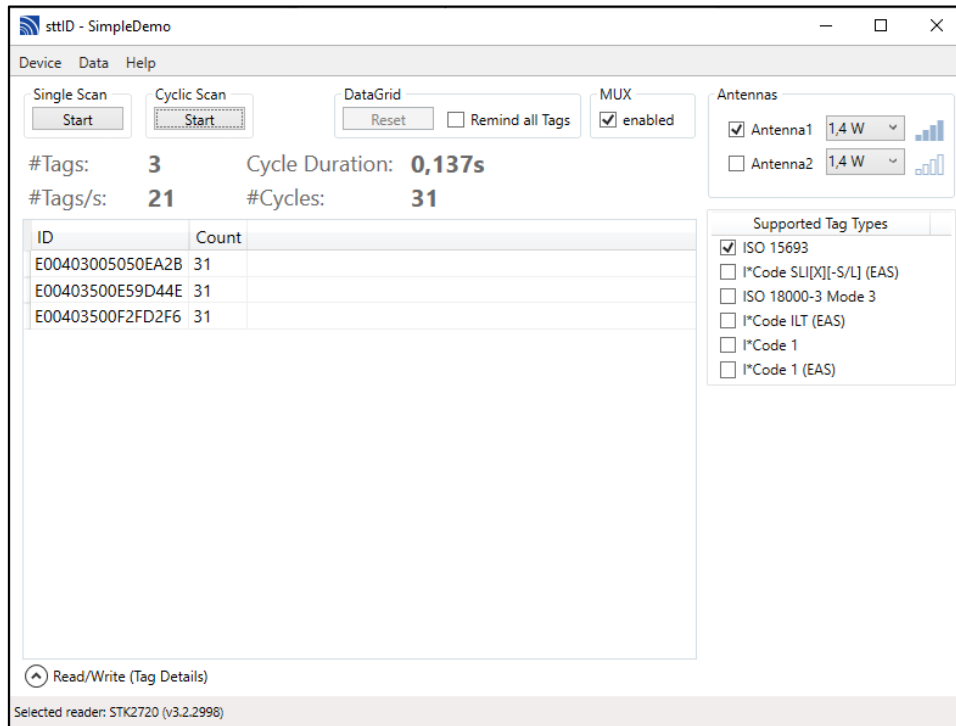 sttID - SimpleDemo
Device Data Help
Single Scan
Start
Cyclic Scan
Start
DataGrid
Reset
Remind all Tags
MUX
enabled
Antennas
Antenna1 1,4 W
Antenna2 1,4 W
#Tags: 3 Cycle Duration: 0,137s
#Tags/s: 21 #Cycles: 31
ID Count
E00403005050EA2B 31
E00403500E59D44E 31
E00403500F2FD2F6 31
Supported Tag Types
ISO 15693
I*Code SLI[X][-S/L] (EAS)
ISO 18000-3 Mode 3
I*Code ILT (EAS)
I*Code 1
I*Code 1 (EAS)
Read/Write (Tag Details)
Selected reader: STK2720 (v3.2.2998)